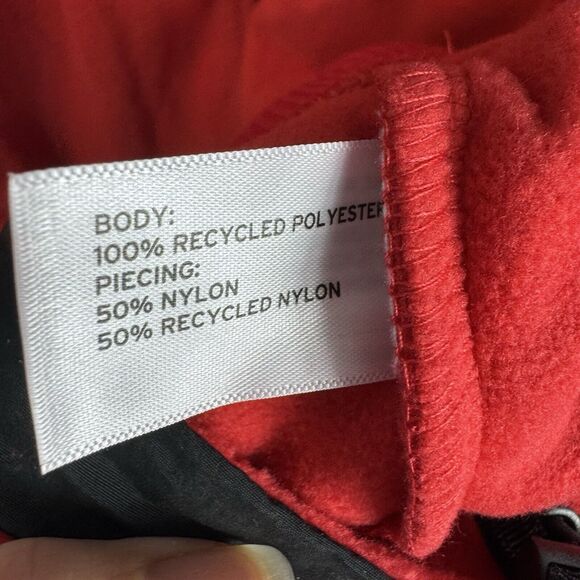 BODY:
100% RECYCLED POLYESTER
PIECING:
50% NYLON
50% RECYCLED NYLON